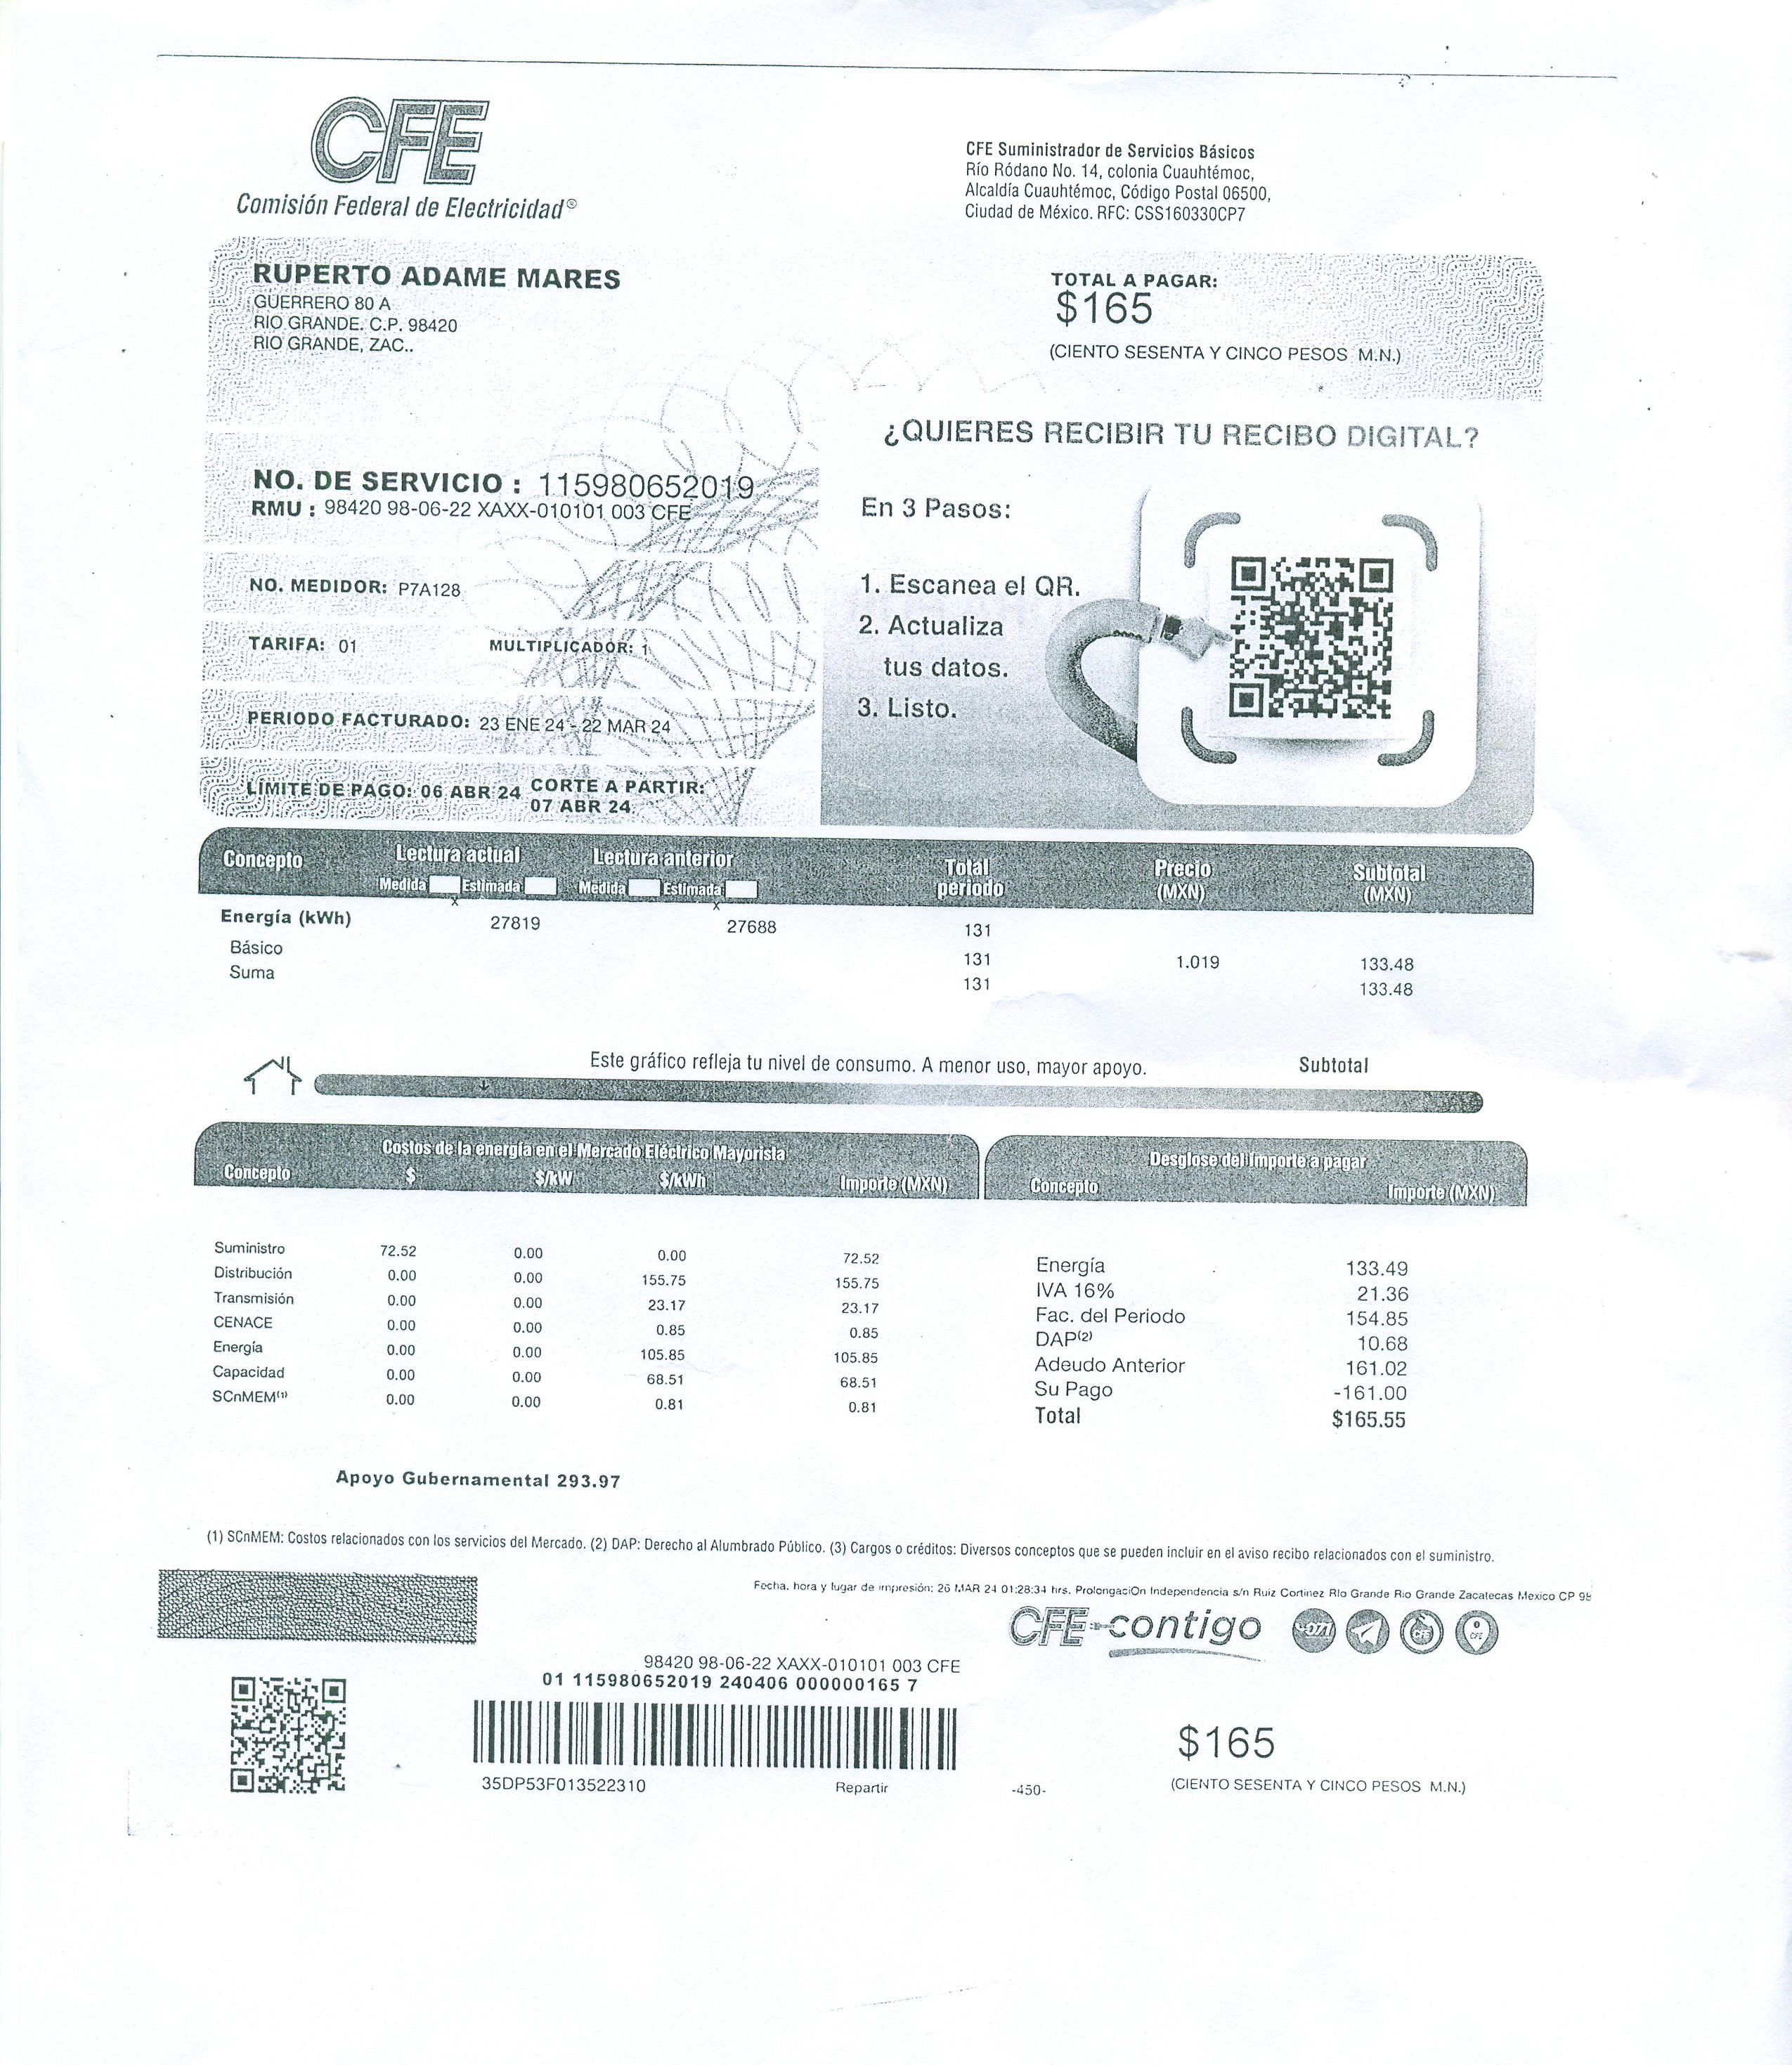 CFE
Comisión Federal de Electricidad®
CFE Suministrador de Servicios Básicos
Río Ródano No. 14, colonia Cuauhtémoc,
Alcaldía Cuauhtémoc, Código Postal 06500,
Ciudad de México. RFC: CSS160330CP7
RUPERTO ADAME MARES
GUERRERO 80 A
RIO GRANDE. C.P. 98420
RIO GRANDE, ZAC..
TOTAL A PAGAR:
$165
(CIENTO SESENTA Y CINCO PESOS M.N.)
NO. DE SERVICIO : 115980652019
RMU : 98420 98-06-22 XAXX-010101 003 CFE
NO. MEDIDOR: P7A128
TARIFA: 01 MULTIPLICADOR: 1
PERIODO FACTURADO: 23 ENE 24 - 22 MAR 24
LÍMITE DE PAGO: 06 ABR 24 CORTE A PARTIR:
07 ABR 24
¿QUIERES RECIBIR TU RECIBO DIGITAL?
En 3 Pasos:
1. Escanea el QR.
2. Actualiza
tus datos.
3. Listo.
Concepto Lectura actual Lectura anterior Total periodo Precio (MXN) Subtotal (MXN)
Medida Estimada Medida Estimada
x x
Energía (kWh) 27819 27688 131
Básico 131 1.019 133.48
Suma 131 133.48
Este gráfico refleja tu nivel de consumo. A menor uso, mayor apoyo. Subtotal
Costos de la energía en el Mercado Eléctrico Mayorista
Concepto $ $/kW $/kWh Importe (MXN)
Suministro 72.52 0.00 0.00 72.52
Distribución 0.00 0.00 155.75 155.75
Transmisión 0.00 0.00 23.17 23.17
CENACE 0.00 0.00 0.85 0.85
Energía 0.00 0.00 105.85 105.85
Capacidad 0.00 0.00 68.51 68.51
SCnMEM(1) 0.00 0.00 0.81 0.81
Desglose del importe a pagar
Concepto Importe (MXN)
Energía 133.49
IVA 16% 21.36
Fac. del Periodo 154.85
DAP(2) 10.68
Adeudo Anterior 161.02
Su Pago -161.00
Total $165.55
Apoyo Gubernamental 293.97
(1) SCnMEM: Costos relacionados con los servicios del Mercado. (2) DAP: Derecho al Alumbrado Público. (3) Cargos o créditos: Diversos conceptos que se pueden incluir en el aviso recibo relacionados con el suministro.
Fecha, hora y lugar de impresión: 26 MAR 24 01:28:34 hrs. ProlongaciOn Independencia s/n Ruiz Cortinez RIo Grande Rio Grande Zacatecas Mexico CP 98
CFE contigo
071
CFE
CFE
98420 98-06-22 XAXX-010101 003 CFE
01 115980652019 240406 000000165 7
35DP53F013522310 Repartir -450-
$165
(CIENTO SESENTA Y CINCO PESOS M.N.)